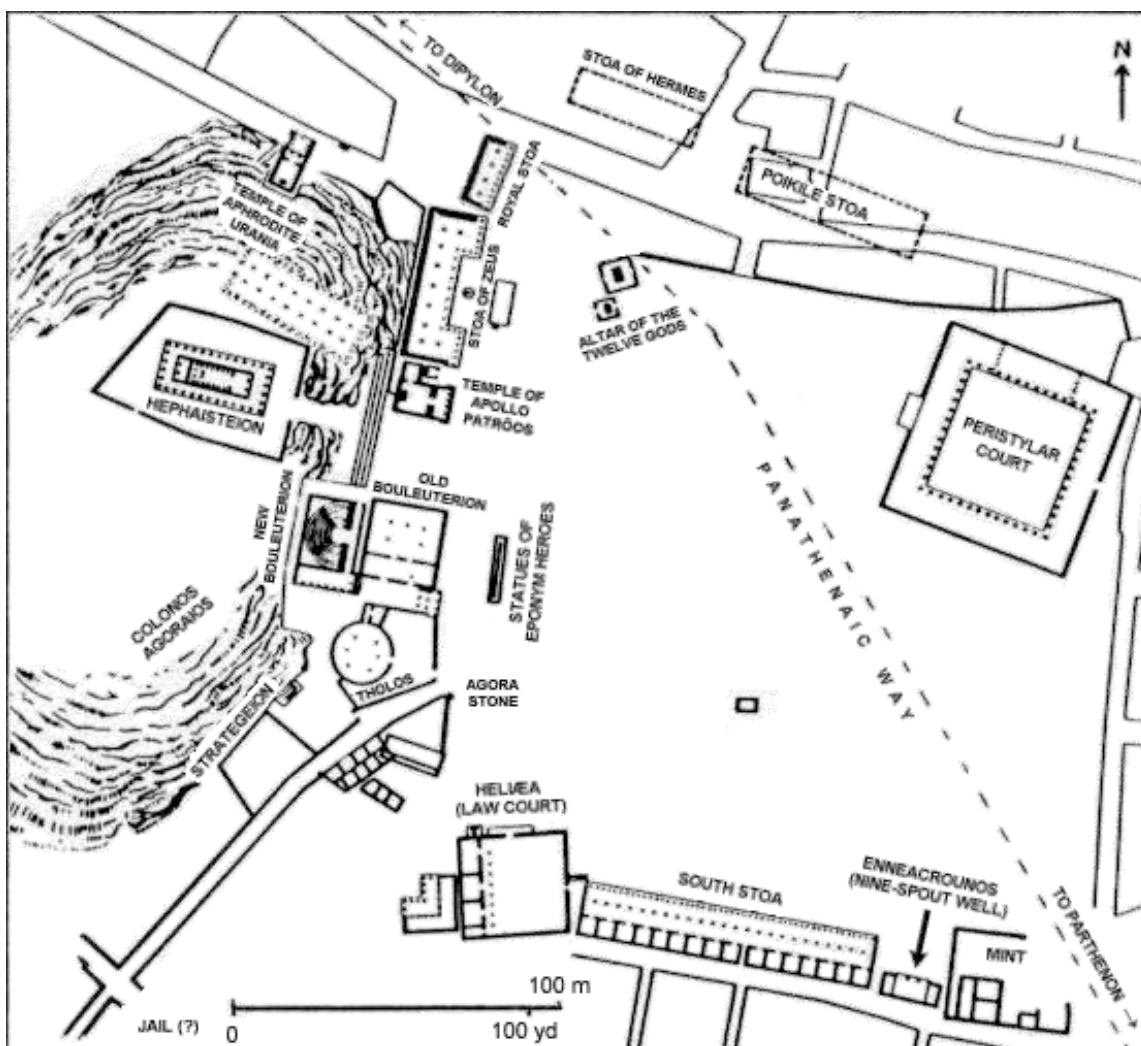 TO DIPYLON
STOA OF HERMES
N
ROYAL STOA
POIKILE STOA
TEMPLE OF
APHRODITE
URANIA
STOA OF ZEUS
ALTAR OF THE
TWELVE GODS
HEPHAISTEION
TEMPLE OF
APOLLO
PATRÔOS
PERISTYLAR
COURT
PANATHENAIC WAY
OLD
BOULEUTERION
NEW
BOULEUTERION
STATUES OF
EPONYM HEROES
COLONOS
AGORAIOS
THOLOS
AGORA
STONE
STRATEGEION
HELIÆA
(LAW COURT)
SOUTH STOA
ENNEACROUNOS
(NINE-SPOUT WELL)
MINT
TO PARTHENON
100 m
JAIL (?)
0
100 yd